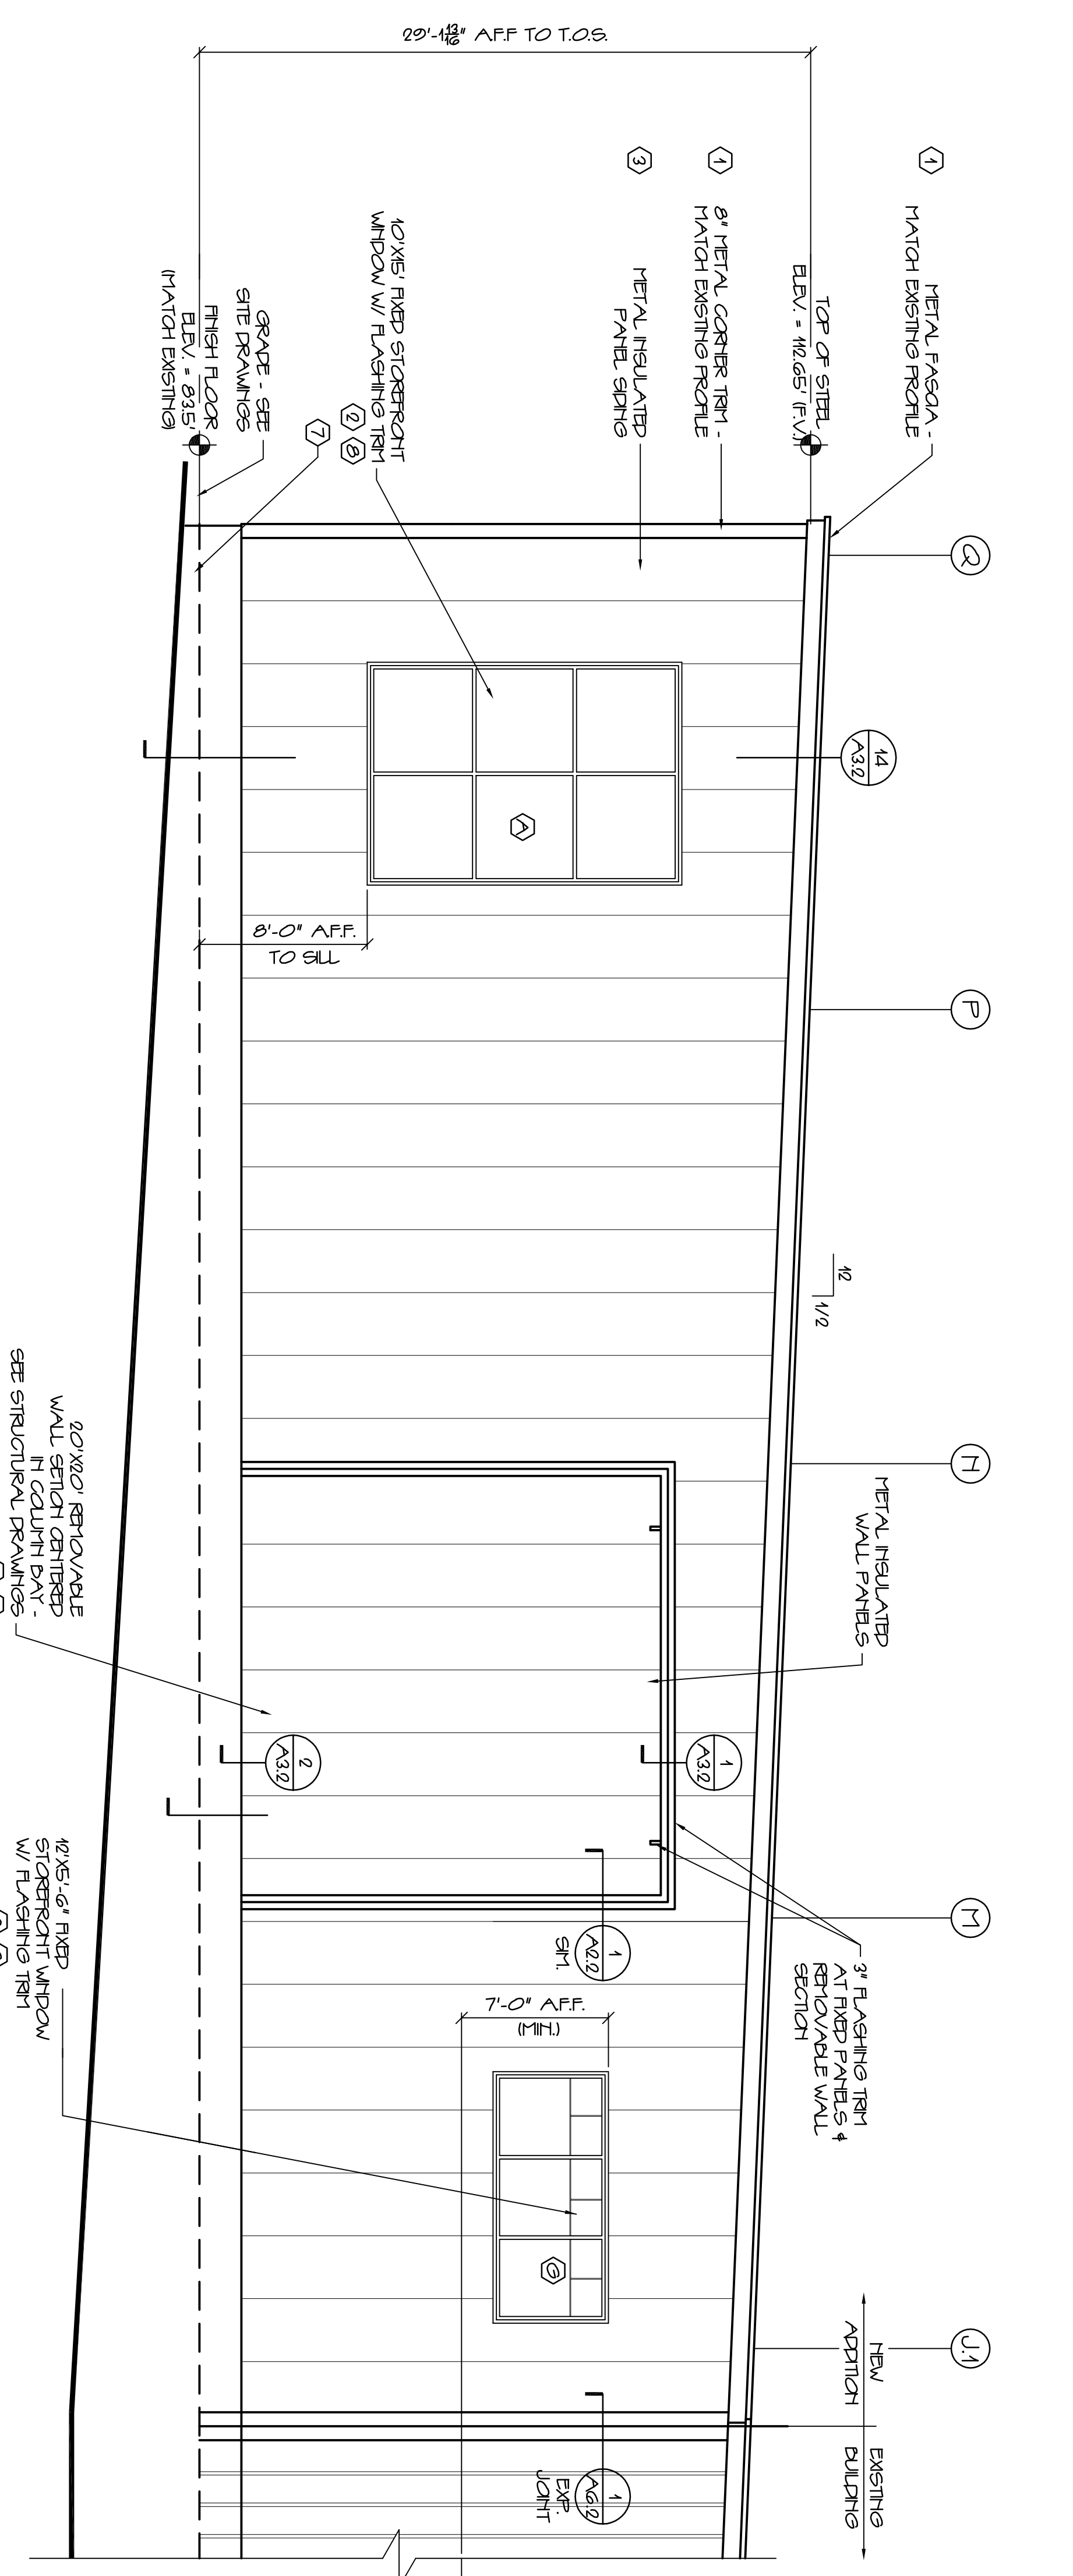 29'-1 13/16" A.F.F TO T.O.S.
1
METAL FASCIA -
MATCH EXISTING PROFILE
TOP OF STEEL
ELEV. = 112.65' (F.V.)
1
8" METAL CORNER TRIM -
MATCH EXISTING PROFILE
3
METAL INSULATED
PANEL SIDING
10'X15' FIXED STOREFRONT
WINDOW W/ FLASHING TRIM
2 8
7
GRADE - SEE
SITE DRAWINGS
FINISH FLOOR
ELEV. = 83.5'
(MATCH EXISTING)
Q
14
A3.2
A
8'-0" A.F.F.
TO SILL
P
12
1/2
N
METAL INSULATED
WALL PANELS
1
A3.2
2
A3.2
20'X20' REMOVABLE
WALL SETION CENTERED
IN COLUMN BAY -
SEE STRUCTURAL DRAWINGS
M
3" FLASHING TRIM
AT FIXED PANELS &
REMOVABLE WALL
SECTION
1
A2.2
SIM.
7'-0" A.F.F.
(MIN.)
G
12'X5'-6" FIXED
STOREFRONT WINDOW
W/ FLASHING TRIM
J.1
NEW
ADDITION
EXISTING
BUILDING
1
A6.2
EXP.
JOINT